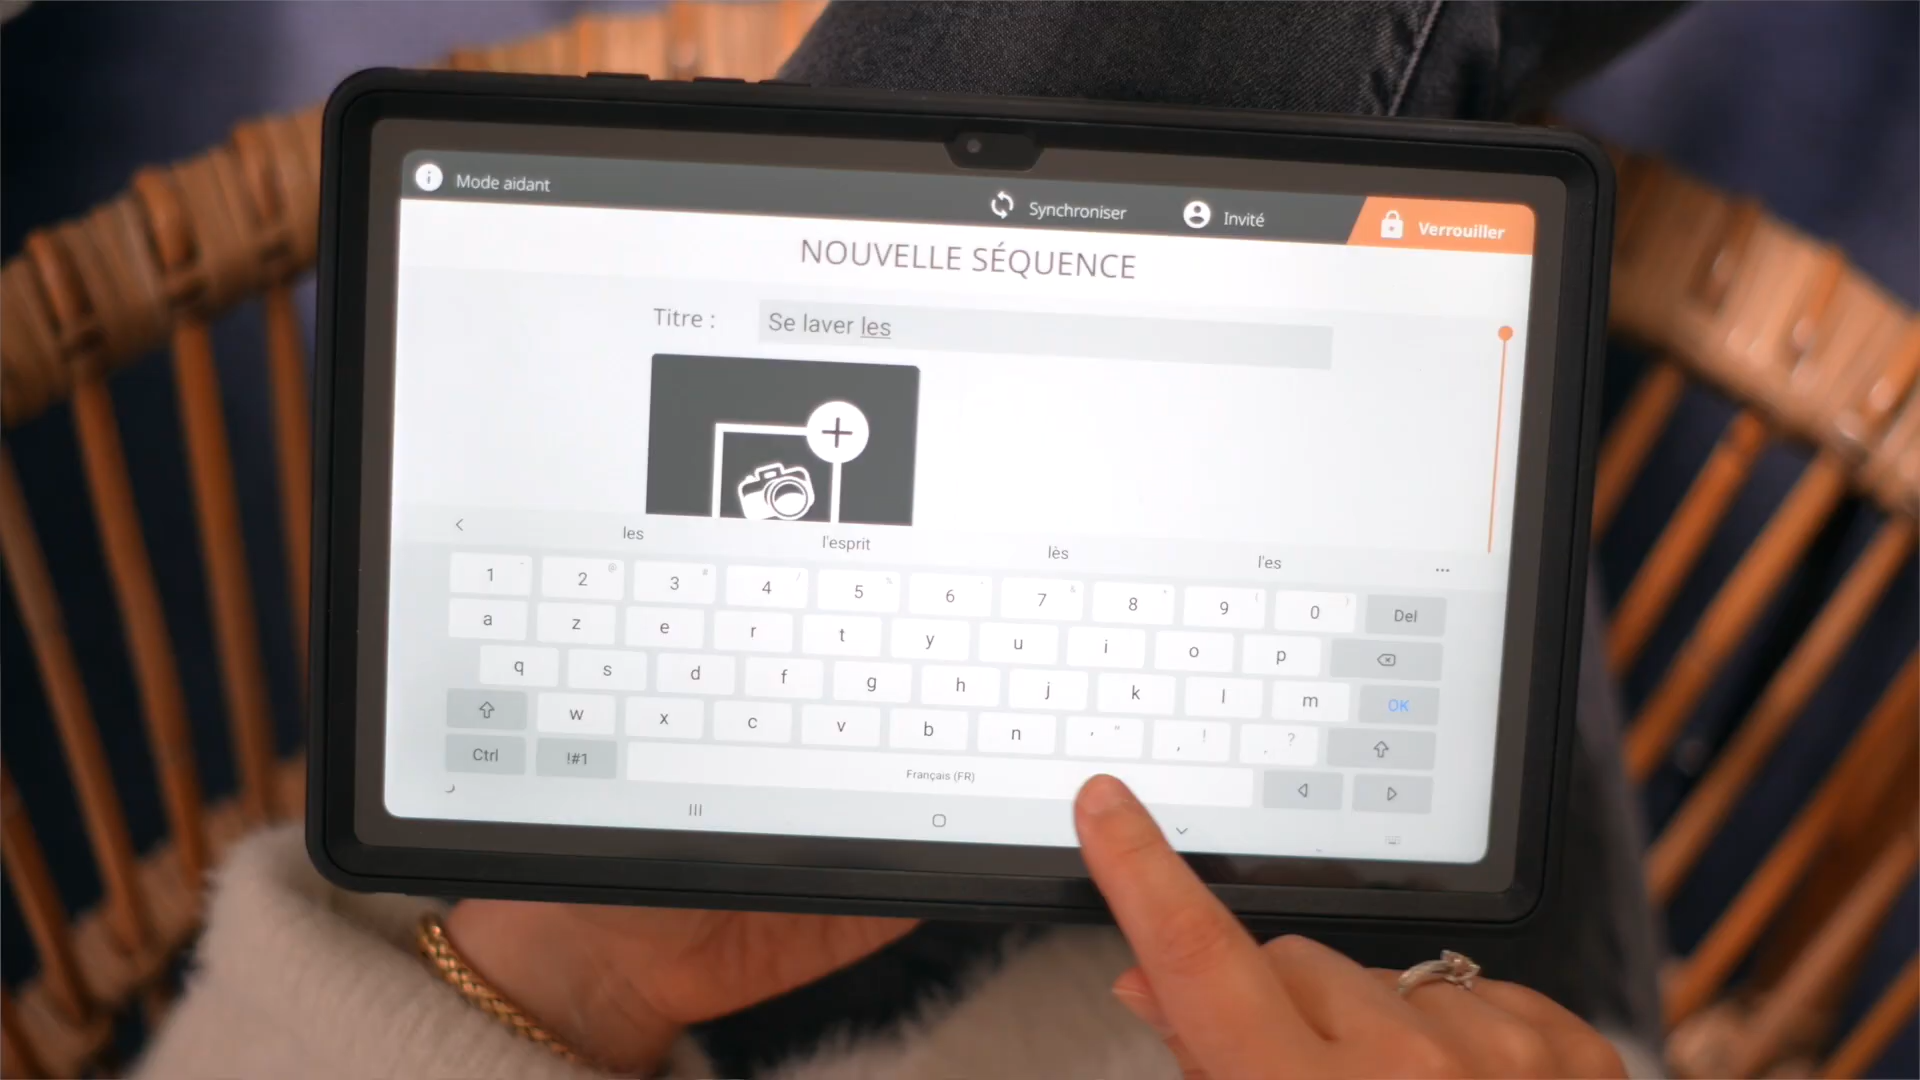 Mode aidant
Synchroniser
Invité
Verrouiller
NOUVELLE SÉQUENCE
Titre :
Se laver les
les
l'esprit
lès
l'es
...
1 2 3 4 5 6 7 8 9 0 Del
a z e r t y u i o p
q s d f g h j k l m OK
w x c v b n ' " , ! . ?
Ctrl !#1 Français (FR)